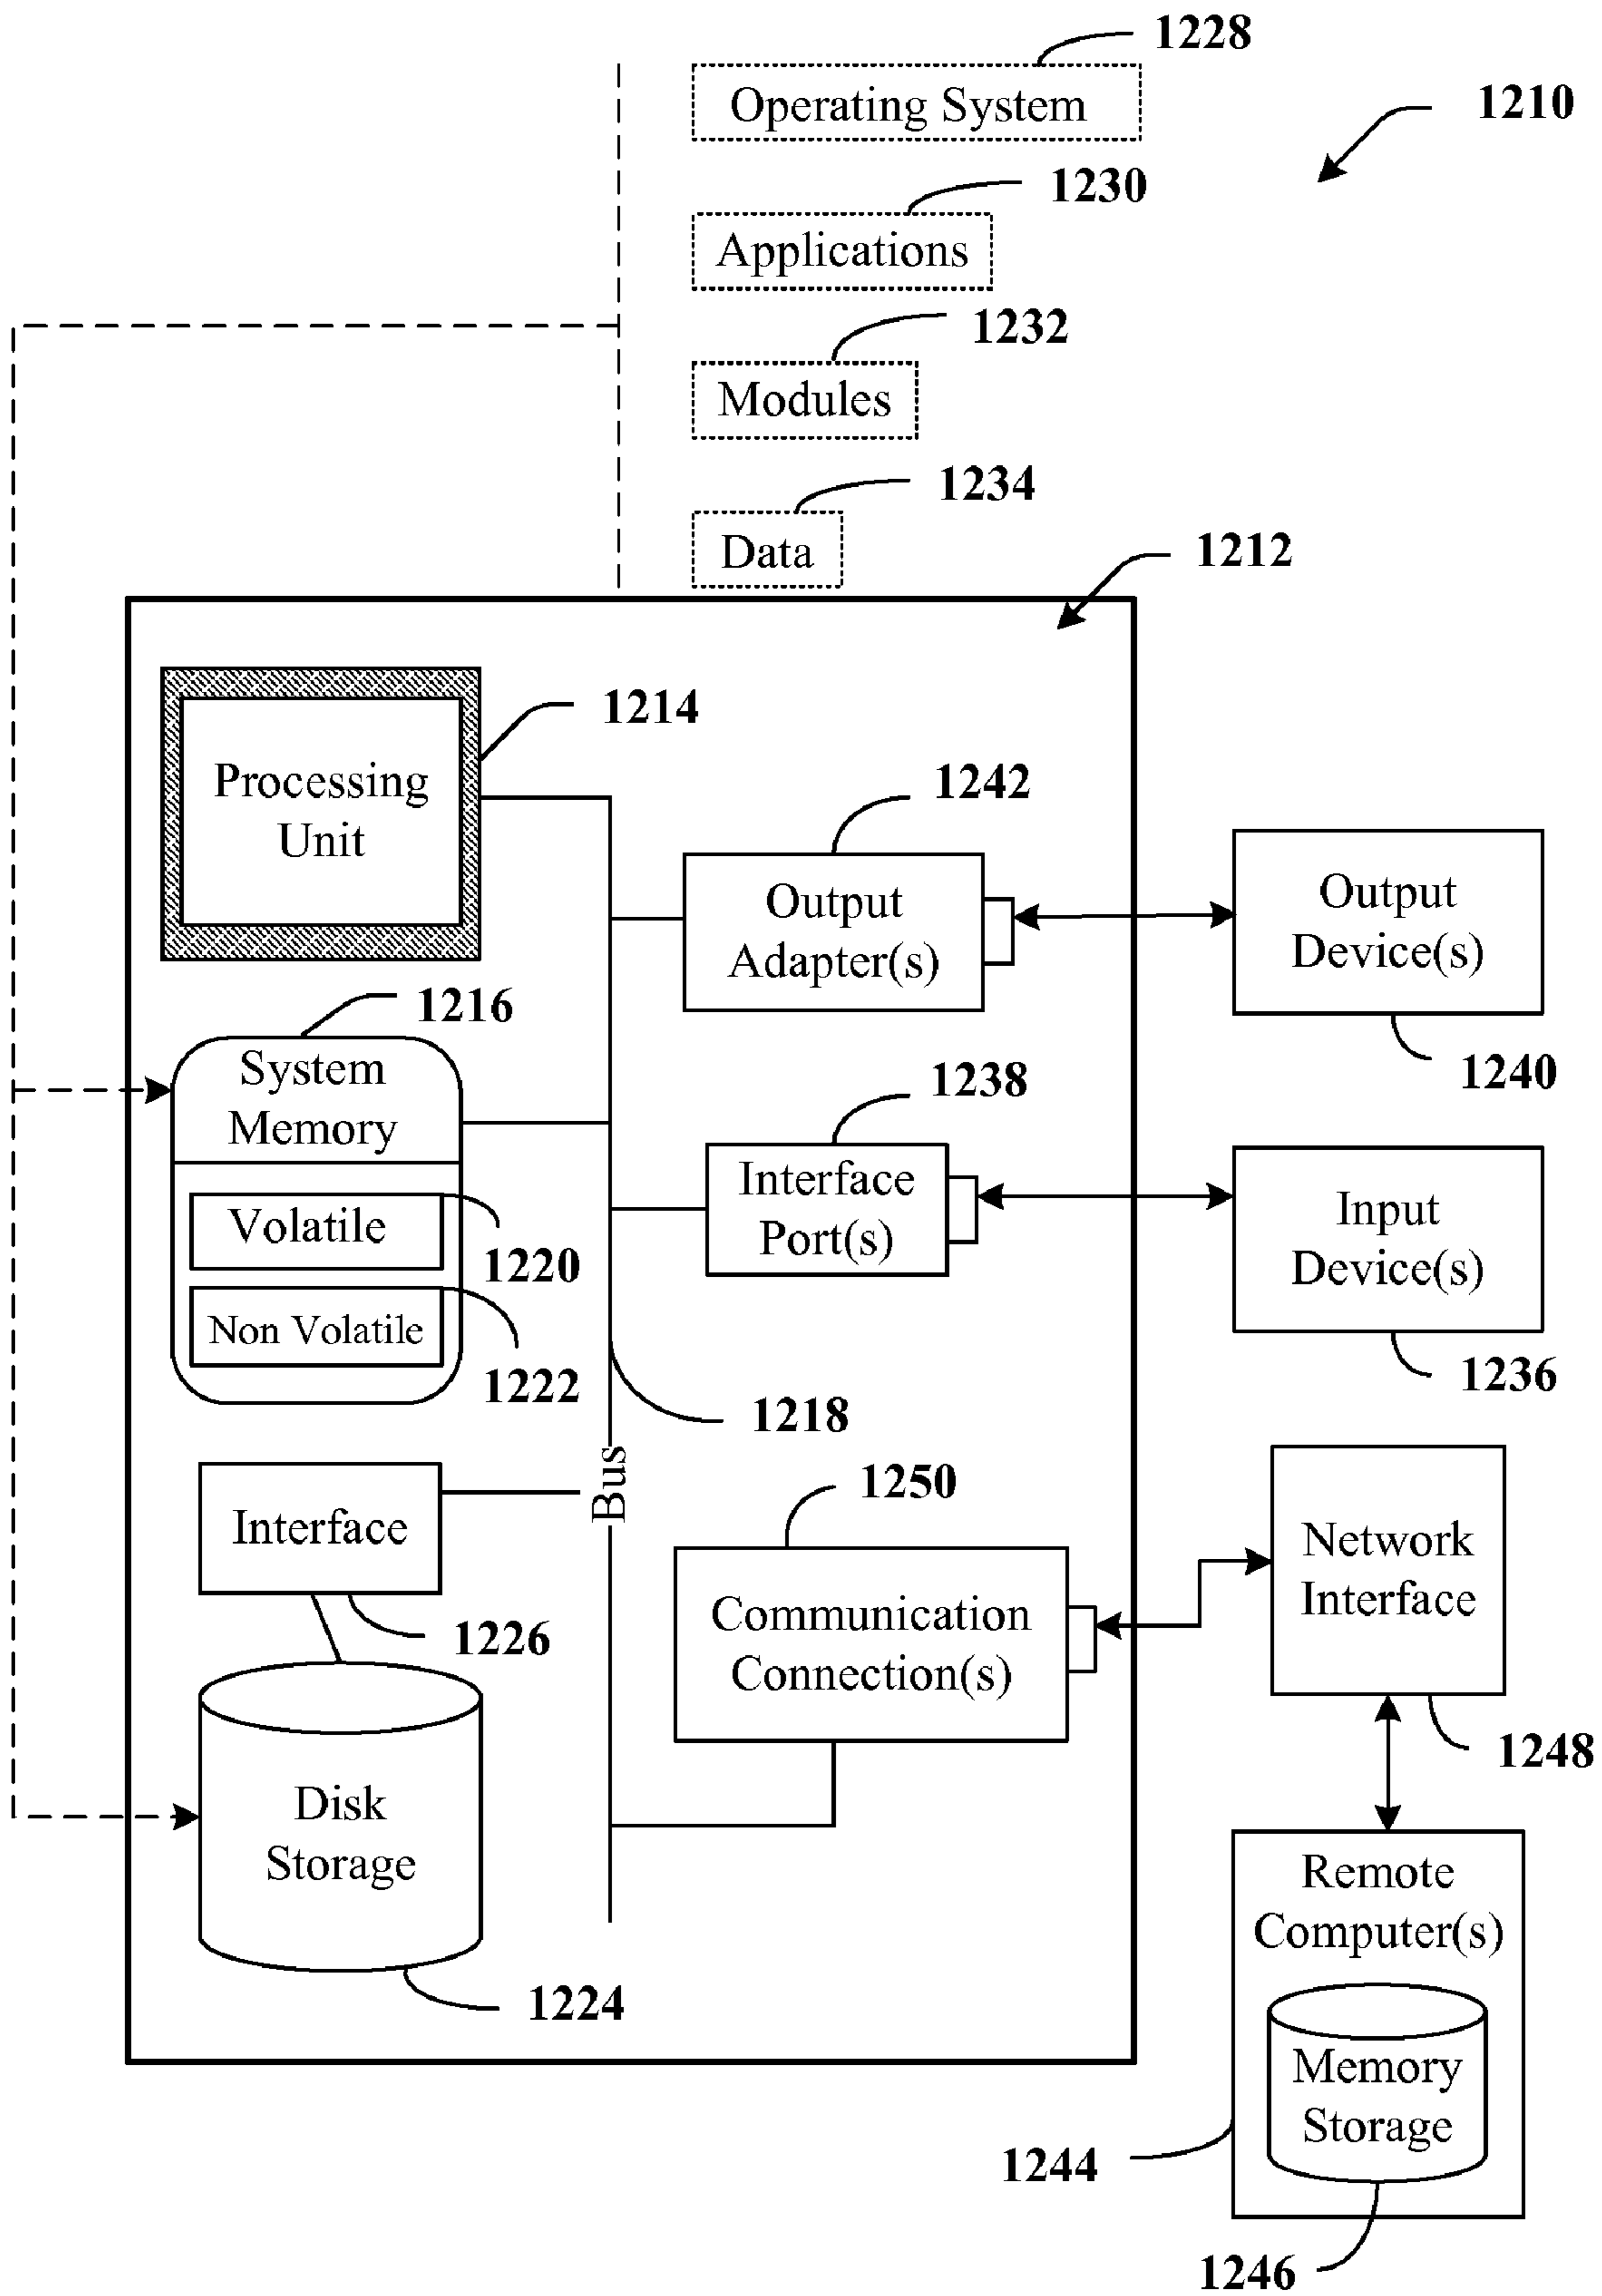 1228
Operating System
1210
1230
Applications
1232
Modules
1234
Data
1212
1214
Processing
Unit
1242
Output
Adapter(s)
Output
Device(s)
1240
1216
System
Memory
1238
Interface
Port(s)
Input
Device(s)
1236
Volatile
1220
Non Volatile
1222
1218
Bus
1250
Interface
1226
Communication
Connection(s)
Network
Interface
1248
Disk
Storage
1224
Remote
Computer(s)
Memory
Storage
1244
1246